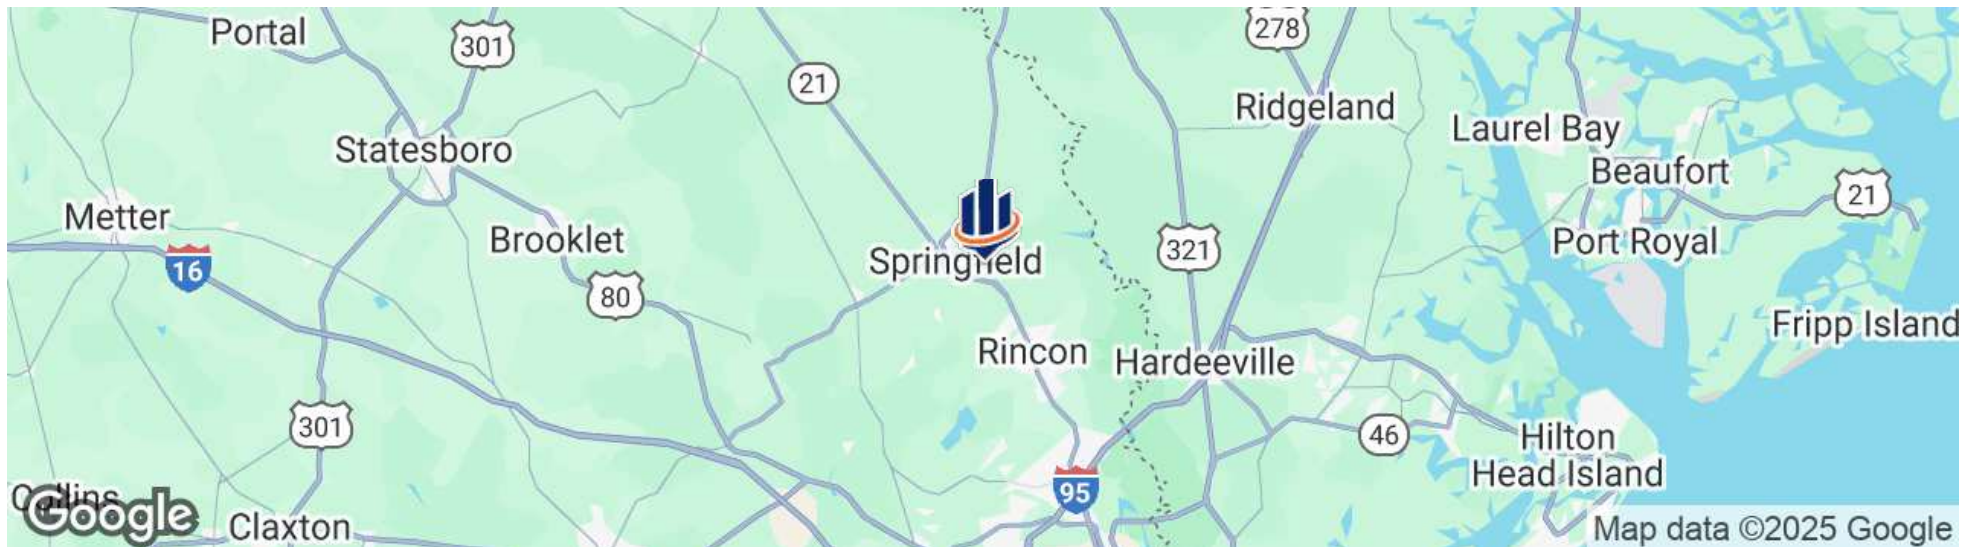 Portal
301
278
21
Ridgeland
Laurel Bay
Statesboro
Beaufort
21
Metter
Brooklet
321
Port Royal
16
Springfield
80
Fripp Island
Rincon
Hardeeville
301
46
Hilton
Head Island
95
Collins
Google
Claxton
Map data ©2025 Google